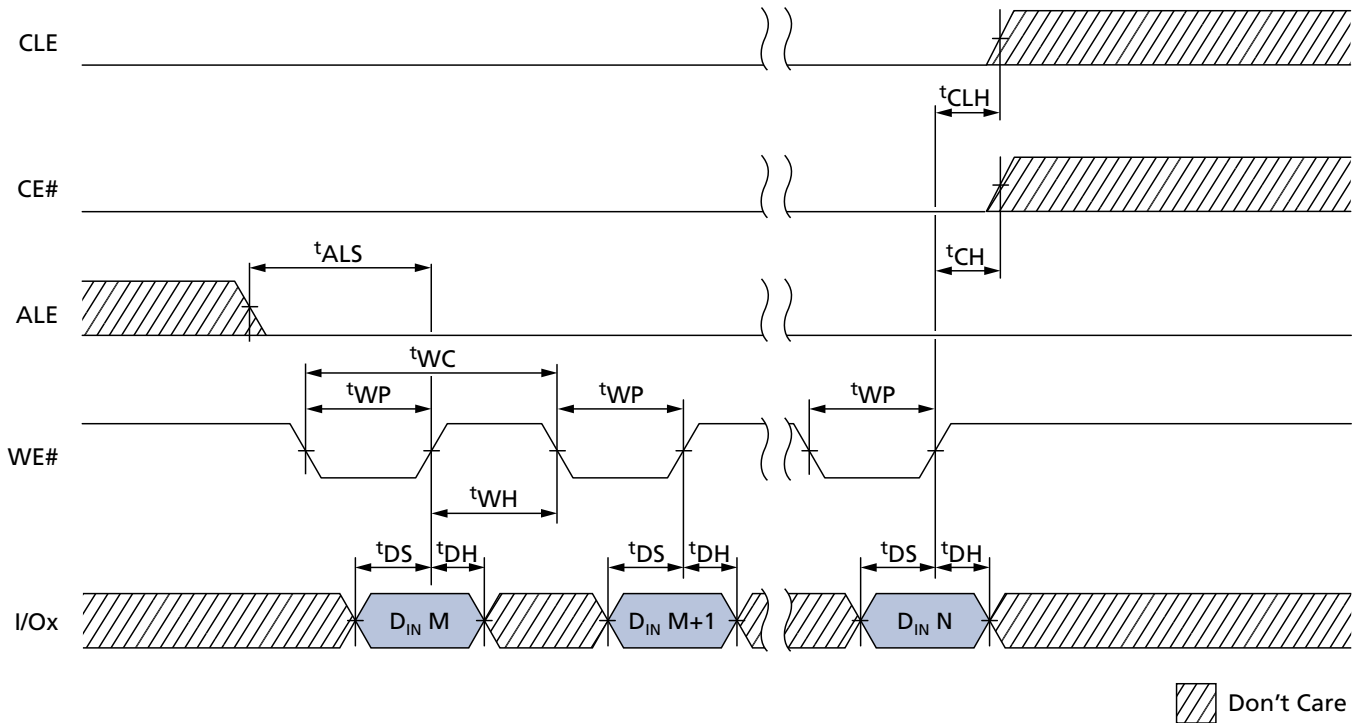 CLE
tCLH
CE#
tCH
tALS
ALE
tWC
tWP tWP tWP
WE#
tWH
tDS tDH tDS tDH tDS tDH
I/Ox DIN M DIN M+1 DIN N
Don't Care